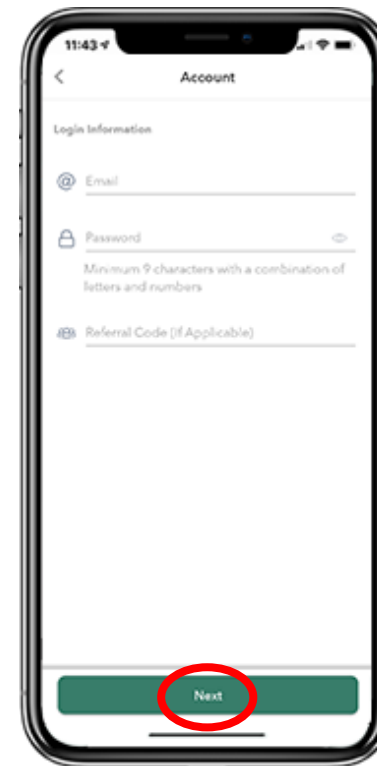 11:43
Account
Login Information
Email
Password
Minimum 9 characters with a combination of
letters and numbers
Referral Code (If Applicable)
Next